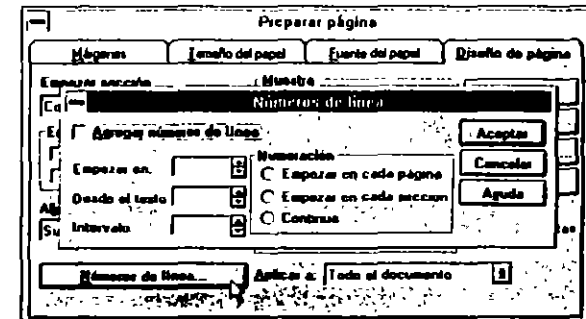 Preparar página
Márgenes Tamaño del papel Fuente del papel Diseño de página
Empezar sección Muestra
Números de línea
Agregar números de línea Aceptar
Numeración
Empezar en: Empezar en cada página Cancelar
Desde el texto Empezar en cada sección Ayuda
Intervalo Continua
Números de línea... Aplicar a: Todo el documento